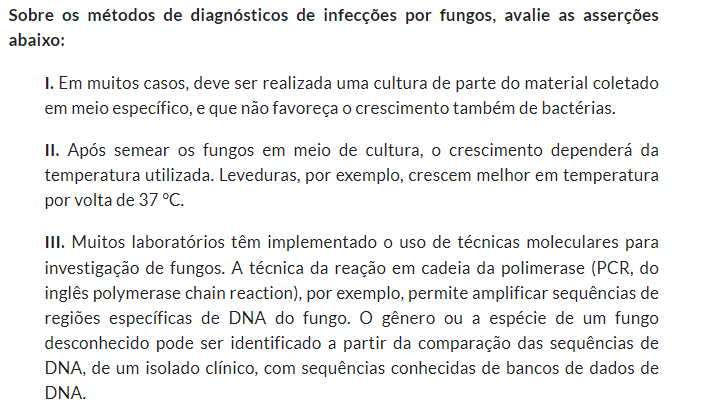 Sobre os métodos de diagnósticos de infecções por fungos, avalie as asserções
abaixo:
I. Em muitos casos, deve ser realizada uma cultura de parte do material coletado
em meio específico, e que não favoreça o crescimento também de bactérias.
II. Após semear os fungos em meio de cultura, o crescimento dependerá da
temperatura utilizada. Leveduras, por exemplo, crescem melhor em temperatura
por volta de 37 °C.
III. Muitos laboratórios têm implementado o uso de técnicas moleculares para
investigação de fungos. A técnica da reação em cadeia da polimerase (PCR, do
inglês polymerase chain reaction), por exemplo, permite amplificar sequências de
regiões específicas de DNA do fungo. O gênero ou a espécie de um fungo
desconhecido pode ser identificado a partir da comparação das sequências de
DNA, de um isolado clínico, com sequências conhecidas de bancos de dados de
DNA.